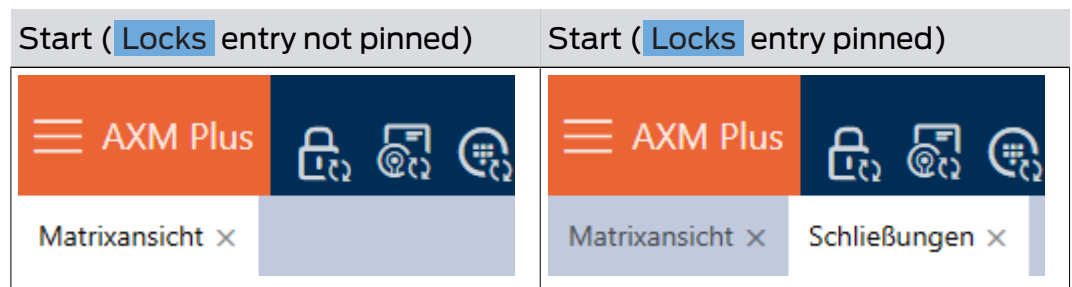 Start ( Locks entry not pinned)
Start ( Locks entry pinned)
AXM Plus
AXM Plus
Matrixansicht ×
Matrixansicht × Schließungen ×